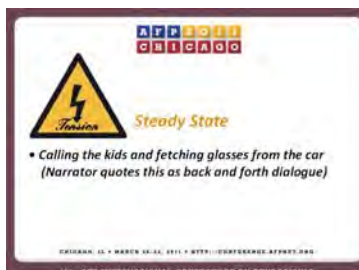 AFP 2011
CHICAGO
Tension
Steady State
• Calling the kids and fetching glasses from the car
(Narrator quotes this as back and forth dialogue)